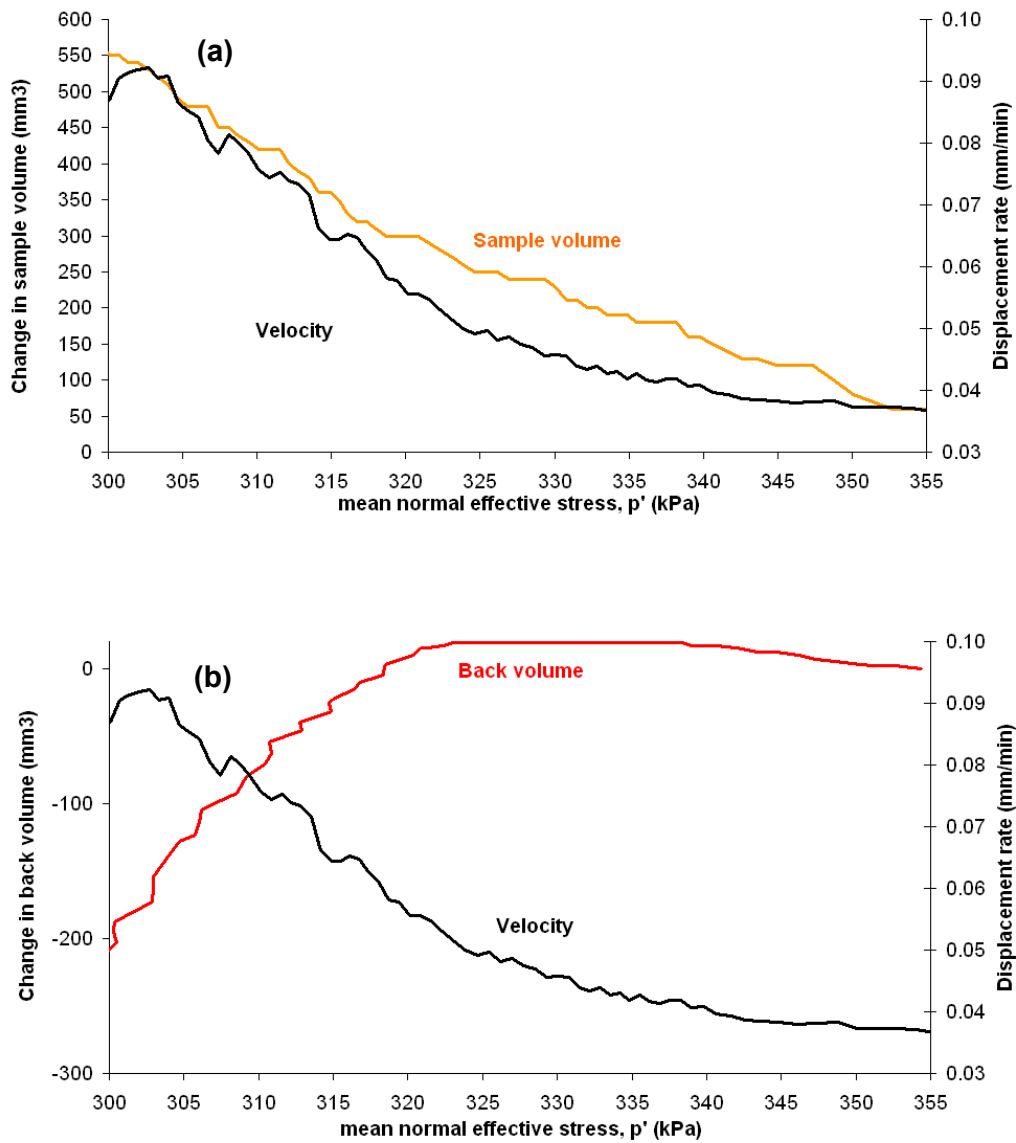 (a)
Change in sample volume (mm3)
600
550
500
450
400
350
300
250
200
150
100
50
0
Sample volume
Velocity
0.10
0.09
0.08
0.07
0.06
0.05
0.04
0.03
Displacement rate (mm/min)
300 305 310 315 320 325 330 335 340 345 350 355
mean normal effective stress, p' (kPa)
(b)
Change in back volume (mm3)
0
-100
-200
-300
Back volume
Velocity
0.10
0.09
0.08
0.07
0.06
0.05
0.04
0.03
Displacement rate (mm/min)
300 305 310 315 320 325 330 335 340 345 350 355
mean normal effective stress, p' (kPa)